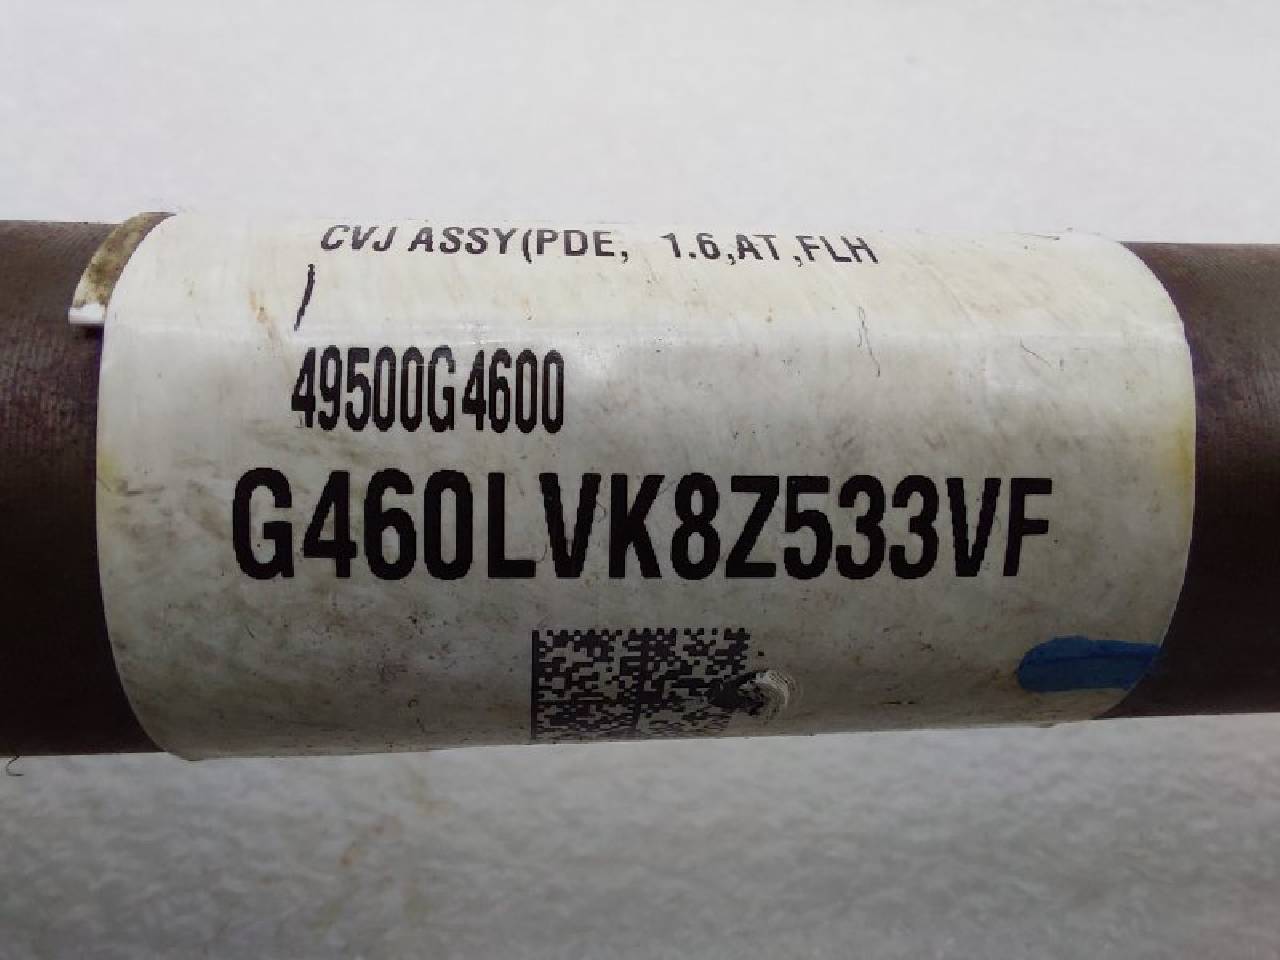 CVJ ASSY(PDE, 1.6,AT,FLH
)
49500G4600
G460LVK8Z533VF